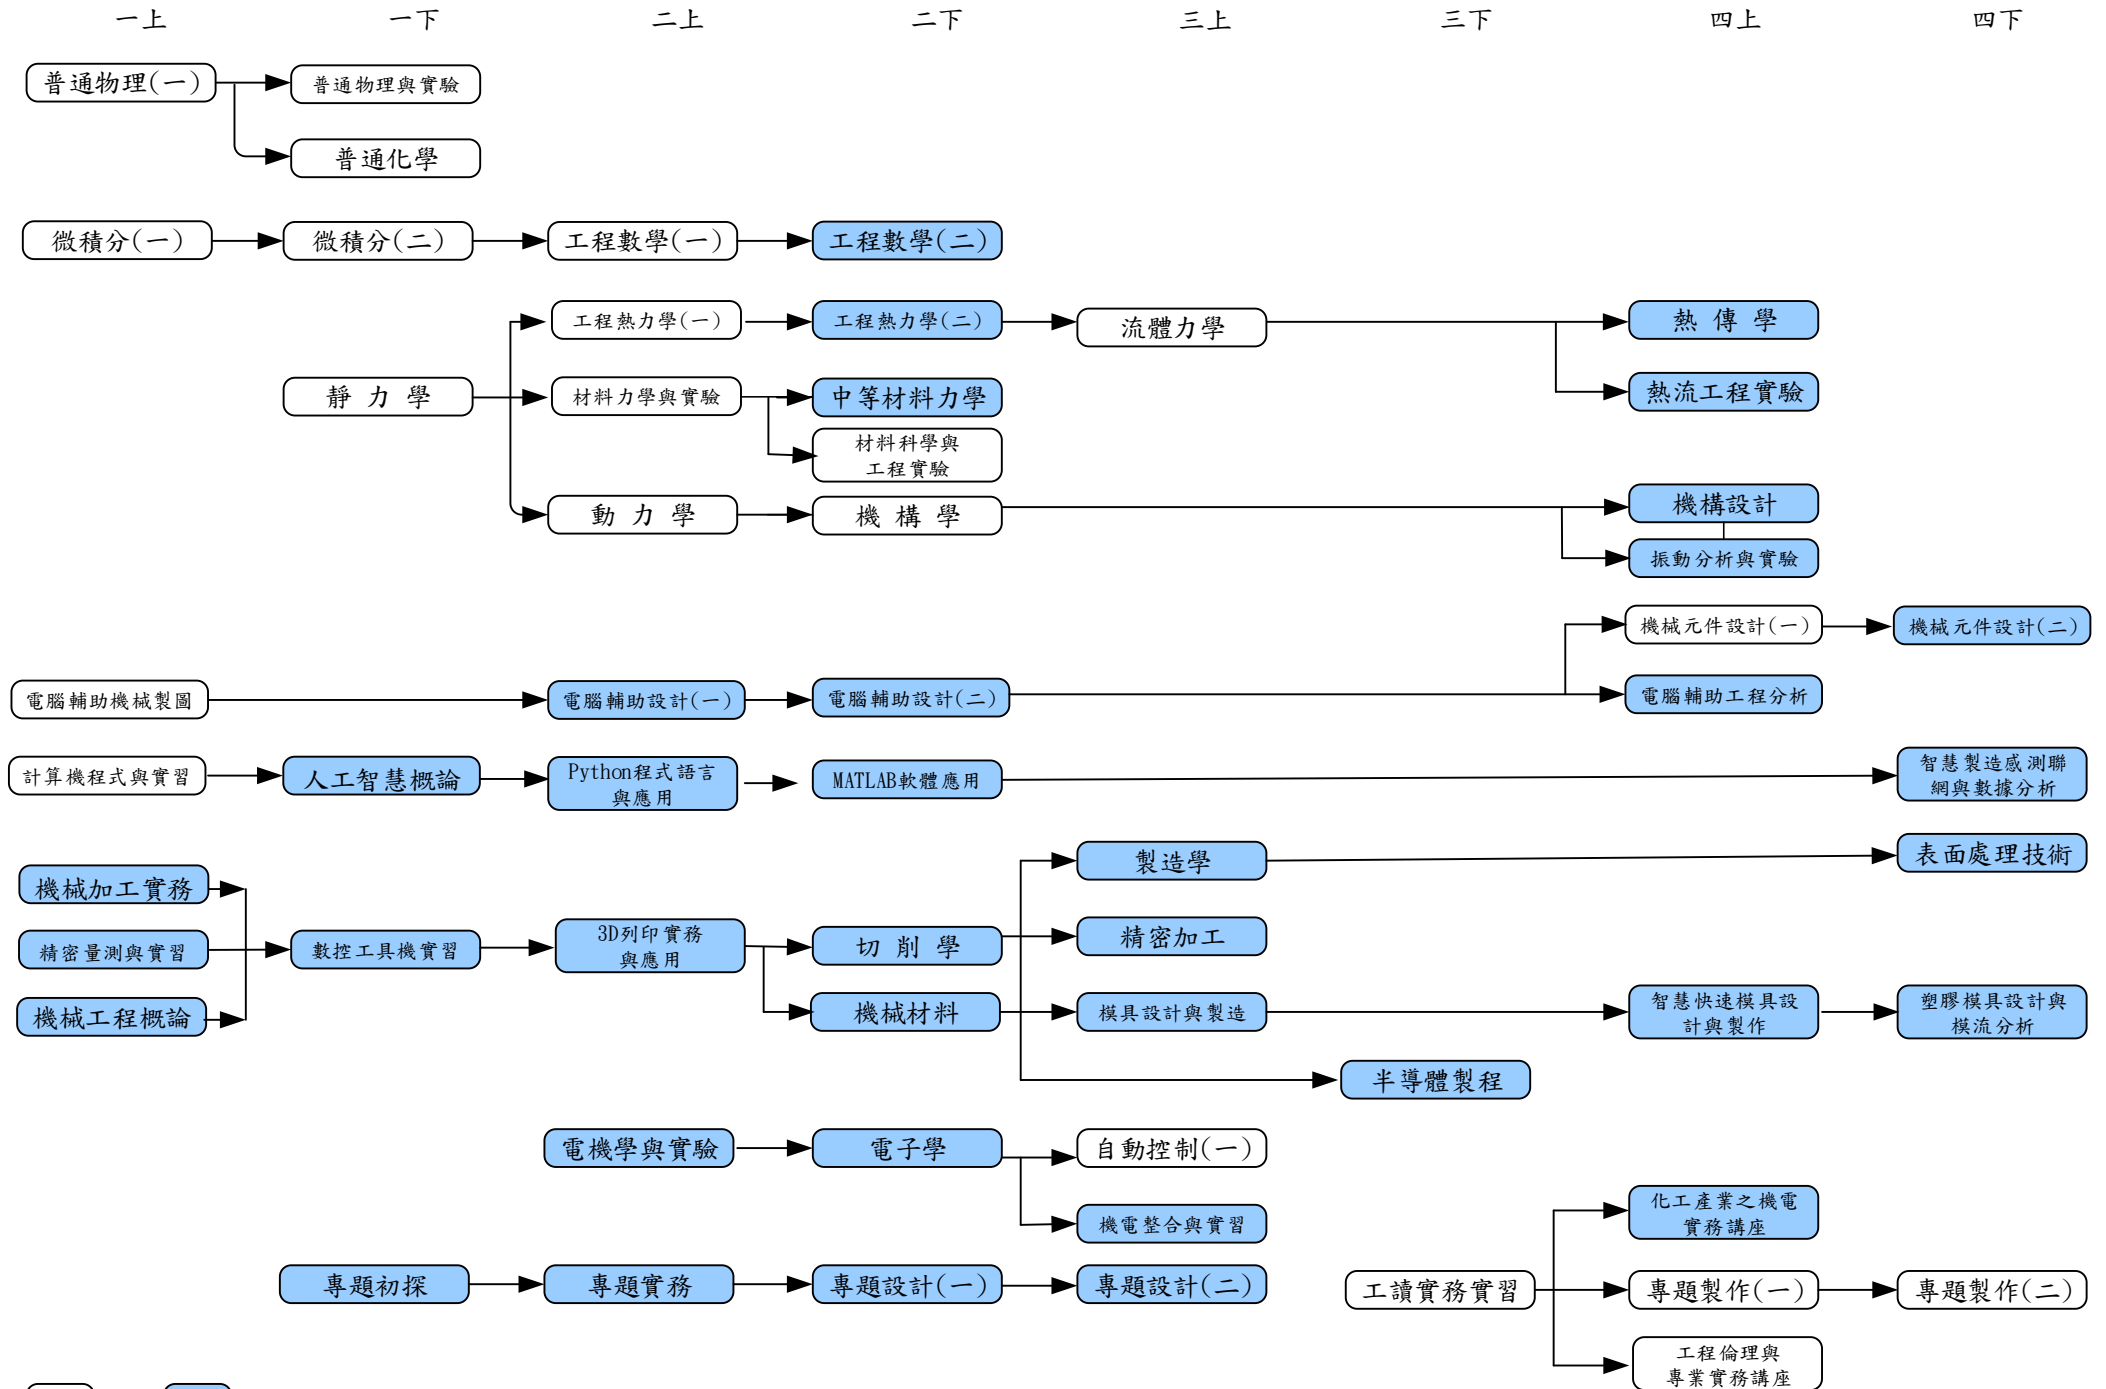 一上 一下 二上 二下 三上 三下 四上 四下
普通物理(一) 普通物理與實驗
普通化學
微積分(一) 微積分(二) 工程數學(一) 工程數學(二)
工程熱力學(一) 工程熱力學(二) 流體力學 熱傳學
靜力學 材料力學與實驗 中等材料力學 熱流工程實驗
材料科學與
工程實驗
動力學 機構學 機構設計
振動分析與實驗
機械元件設計(一) 機械元件設計(二)
電腦輔助機械製圖 電腦輔助設計(一) 電腦輔助設計(二) 電腦輔助工程分析
計算機程式與實習 人工智慧概論 Python程式語言
與應用 MATLAB軟體應用 智慧製造感測聯
網與數據分析
製造學 表面處理技術
機械加工實務
精密量測與實習 數控工具機實習 3D列印實務
與應用 切削學 精密加工
機械工程概論 機械材料 模具設計與製造 智慧快速模具設
計與製作 塑膠模具設計與
模流分析
半導體製程
電機學與實驗 電子學 自動控制(一)
機電整合與實習 化工產業之機電
實務講座
專題初探 專題實務 專題設計(一) 專題設計(二) 工讀實務實習 專題製作(一) 專題製作(二)
工程倫理與
專業實務講座